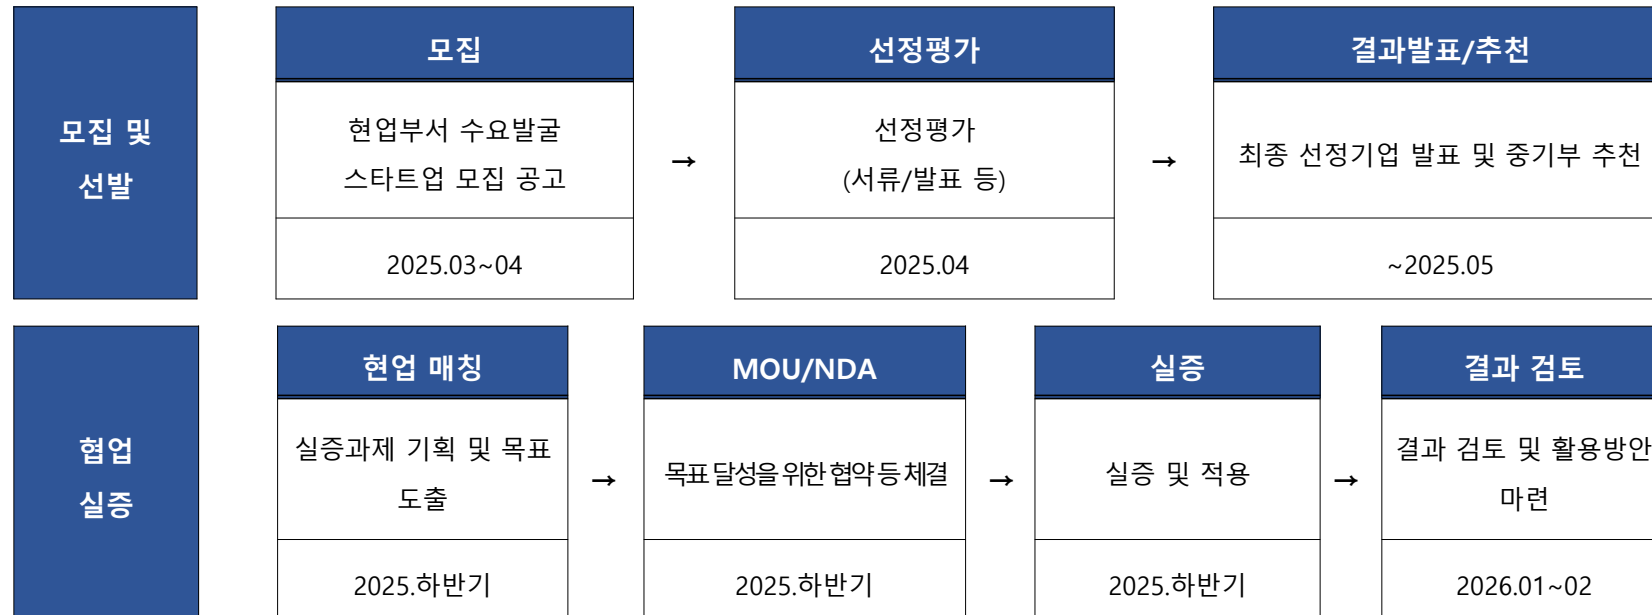 모집 및
선발
모집
현업부서 수요발굴
스타트업 모집 공고
2025.03~04
→
선정평가
선정평가
(서류/발표 등)
2025.04
→
결과발표/추천
최종 선정기업 발표 및 중기부 추천
~2025.05
협업
실증
현업 매칭
실증과제 기획 및 목표
도출
2025.하반기
→
MOU/NDA
목표 달성을 위한 협약 등 체결
2025.하반기
→
실증
실증 및 적용
2025.하반기
→
결과 검토
결과 검토 및 활용방안
마련
2026.01~02